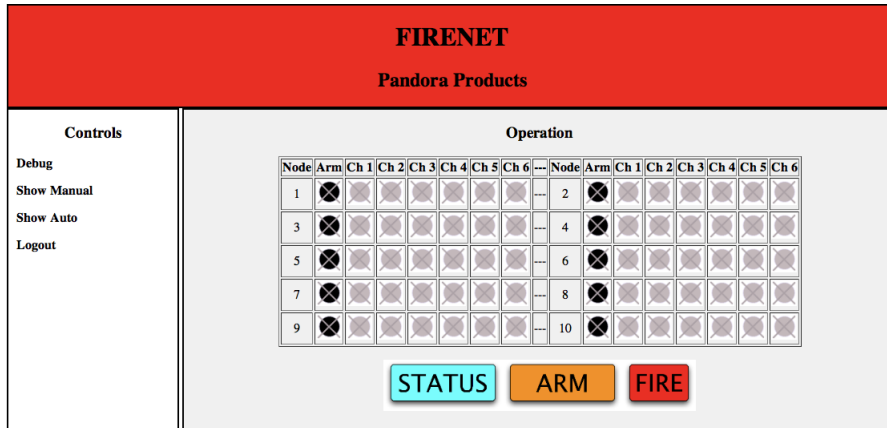 FIRENET
Pandora Products
Controls
Debug
Show Manual
Show Auto
Logout
Operation
Node Arm Ch 1 Ch 2 Ch 3 Ch 4 Ch 5 Ch 6 --- Node Arm Ch 1 Ch 2 Ch 3 Ch 4 Ch 5 Ch 6
1 --- 2
3 --- 4
5 --- 6
7 --- 8
9 --- 10
STATUS ARM FIRE